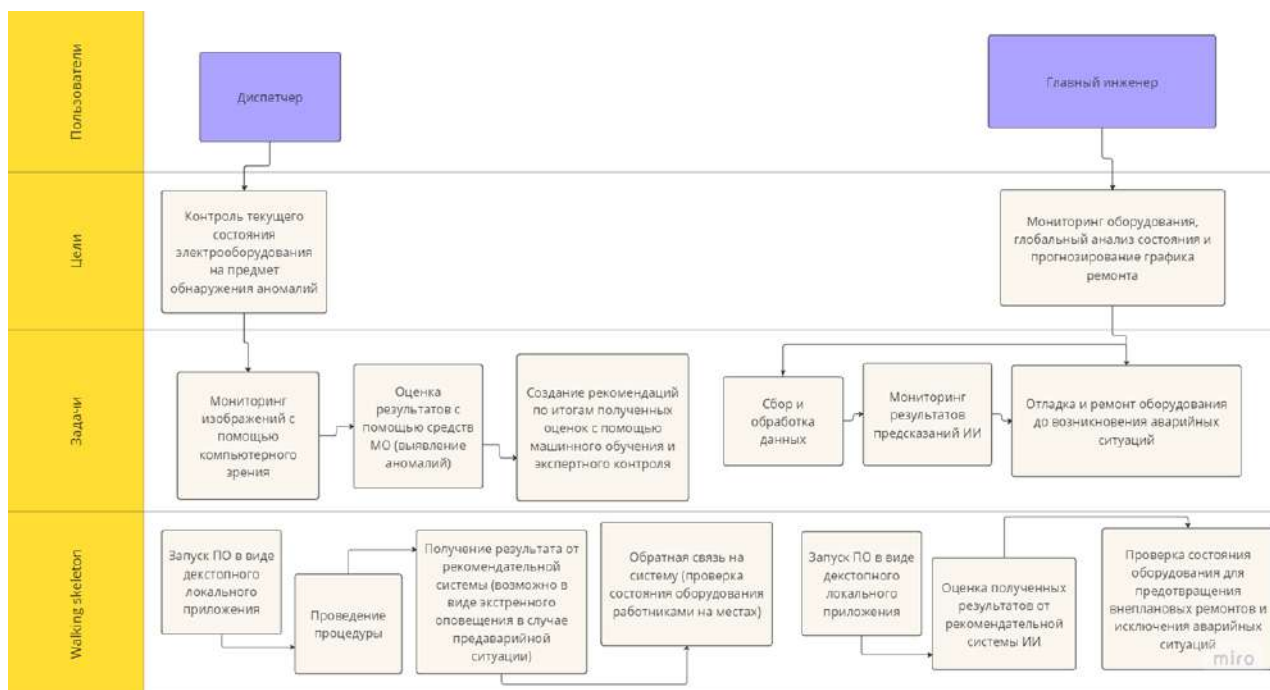 Пользователи
Диспатчер
Главный инженер
Цели
Контроль текущего
состояния
электрооборудования
на предмет
обнаружения аномалий
Мониторинг оборудования,
глобальный анализ состояния и
прогнозирование графика
ремонта
Задачи
Мониторинг
изображений с
помощью
компьютерного
зрения
Оценка
результатов с
помощью средств
МО (выявление
аномалий)
Создание рекомендаций
по итогам полученных
оценок с помощью
машинного обучения и
экспертного контроля
Сбор и
обработка
данных
Мониторинг
результатов
предсказаний ИИ
Отладка и ремонт оборудования
до возникновения аварийных
ситуаций
Walking skeleton
Запуск ПО в виде
декстопного
локального
приложения
Проведение
процедуры
Получение результата от
рекомендательной
системы (возможно в
виде экстренного
оповещения в случае
предаварийной
ситуации)
Обратная связь на
систему (проверка
состояния оборудования
работниками на местах)
Запуск ПО в виде
декстопного
локального
приложения
Оценка полученных
результатов от
рекомендательной
системы ИИ
Проверка состояния
оборудования для
предотвращения
внеплановых ремонтов и
исключения аварийных
ситуаций
miro